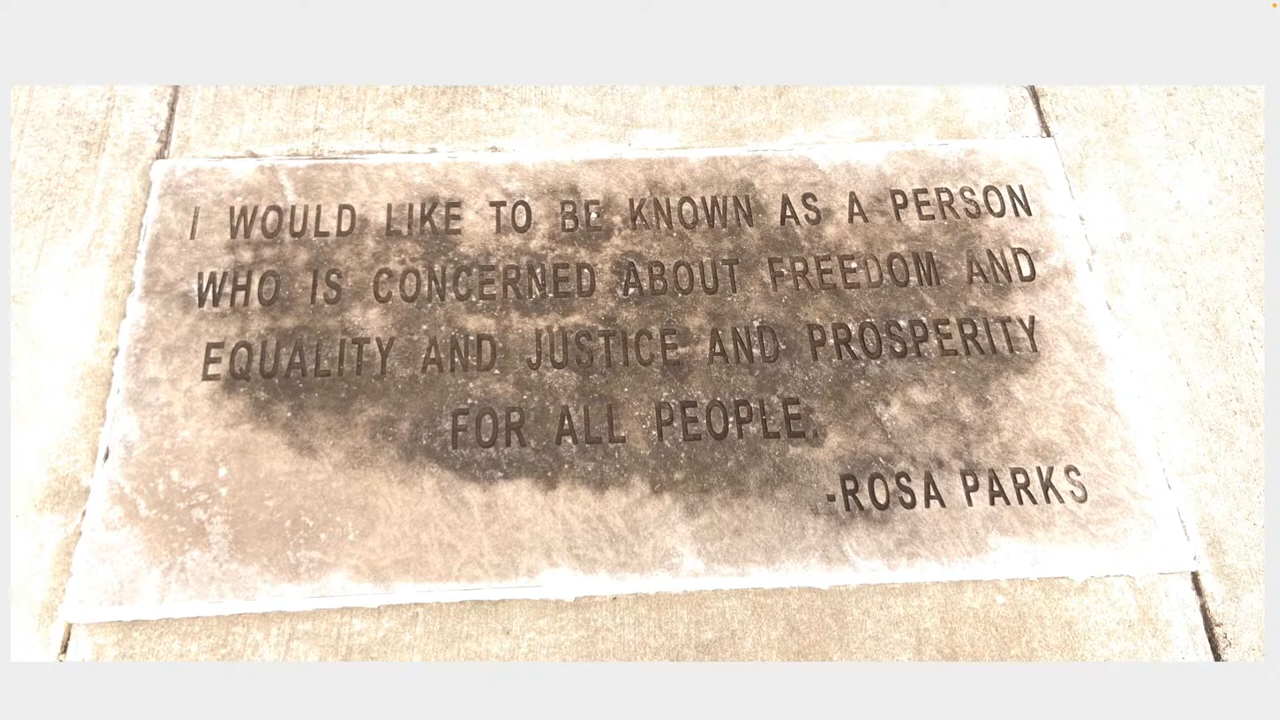 I WOULD LIKE TO BE KNOWN AS A PERSON
WHO IS CONCERNED ABOUT FREEDOM AND
EQUALITY AND JUSTICE AND PROSPERITY
FOR ALL PEOPLE.
-ROSA PARKS